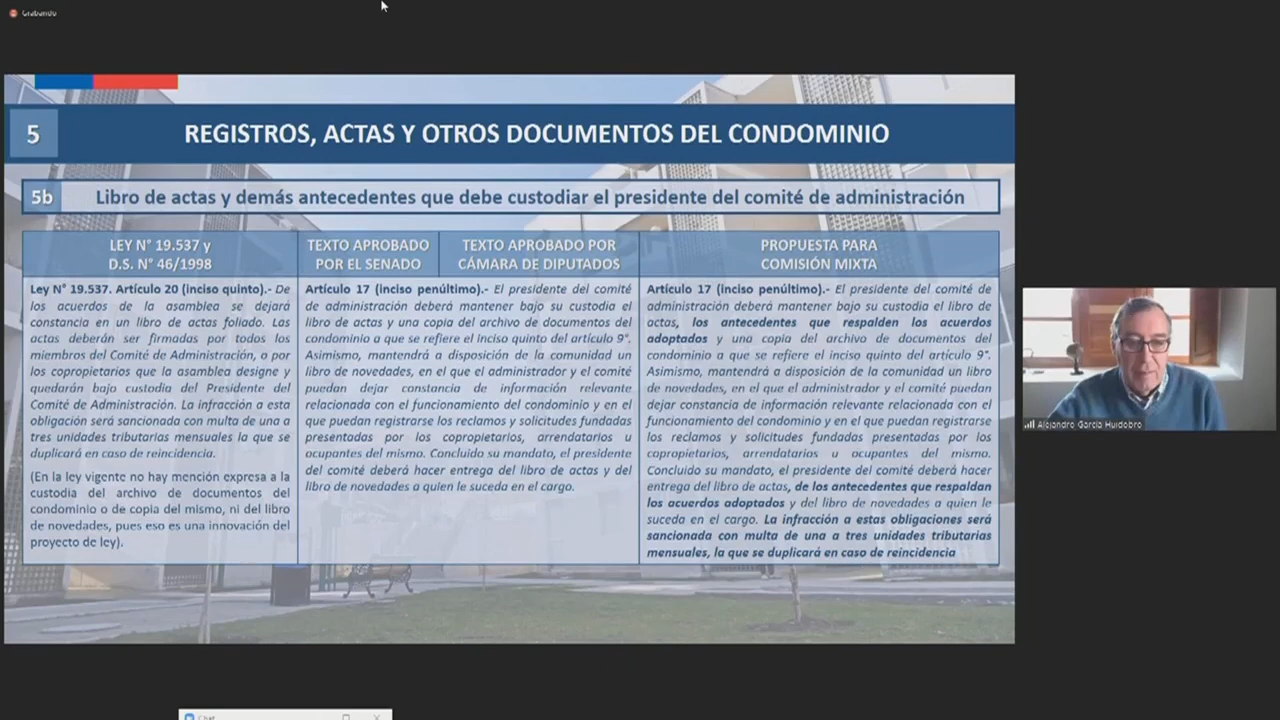 Grabando
5
REGISTROS, ACTAS Y OTROS DOCUMENTOS DEL CONDOMINIO
5b
Libro de actas y demás antecedentes que debe custodiar el presidente del comité de administración
LEY N° 19.537 y
D.S. N° 46/1998
TEXTO APROBADO
POR EL SENADO
TEXTO APROBADO POR
CÁMARA DE DIPUTADOS
PROPUESTA PARA
COMISIÓN MIXTA
Ley N° 19.537. Artículo 20 (inciso quinto).- De
los acuerdos de la asamblea se dejará
constancia en un libro de actas foliado. Las
actas deberán ser firmadas por todos los
miembros del Comité de Administración, o por
los copropietarios que la asamblea designe y
quedarán bajo custodia del Presidente del
Comité de Administración. La infracción a esta
obligación será sancionada con multa de una a
tres unidades tributarias mensuales la que se
duplicará en caso de reincidencia.
(En la ley vigente no hay mención expresa a la
custodia del archivo de documentos del
condominio o de copia del mismo, ni del libro
de novedades, pues eso es una innovación del
proyecto de ley).
Artículo 17 (inciso penúltimo).- El presidente del comité
de administración deberá mantener bajo su custodia el
libro de actas y una copia del archivo de documentos del
condominio a que se refiere el inciso quinto del artículo 9°.
Asimismo, mantendrá a disposición de la comunidad un
libro de novedades, en el que el administrador y el comité
puedan dejar constancia de información relevante
relacionada con el funcionamiento del condominio y en el
que puedan registrarse los reclamos y solicitudes fundadas
presentadas por los copropietarios, arrendatarios u
ocupantes del mismo. Concluido su mandato, el presidente
del comité deberá hacer entrega del libro de actas y del
libro de novedades a quien le suceda en el cargo.
Artículo 17 (inciso penúltimo).- El presidente del comité de
administración deberá mantener bajo su custodia el libro de
actas, los antecedentes que respalden los acuerdos
adoptados y una copia del archivo de documentos del
condominio a que se refiere el inciso quinto del artículo 9°.
Asimismo, mantendrá a disposición de la comunidad un libro
de novedades, en el que el administrador y el comité puedan
dejar constancia de información relevante relacionada con el
funcionamiento del condominio y en el que puedan registrarse
los reclamos y solicitudes fundadas presentadas por los
copropietarios, arrendatarios u ocupantes del mismo.
Concluido su mandato, el presidente del comité deberá hacer
entrega del libro de actas, de los antecedentes que respaldan
los acuerdos adoptados y del libro de novedades a quien le
suceda en el cargo. La infracción a estas obligaciones será
sancionada con multa de una a tres unidades tributarias
mensuales, la que se duplicará en caso de reincidencia
Alejandro García Huidobro
Chat